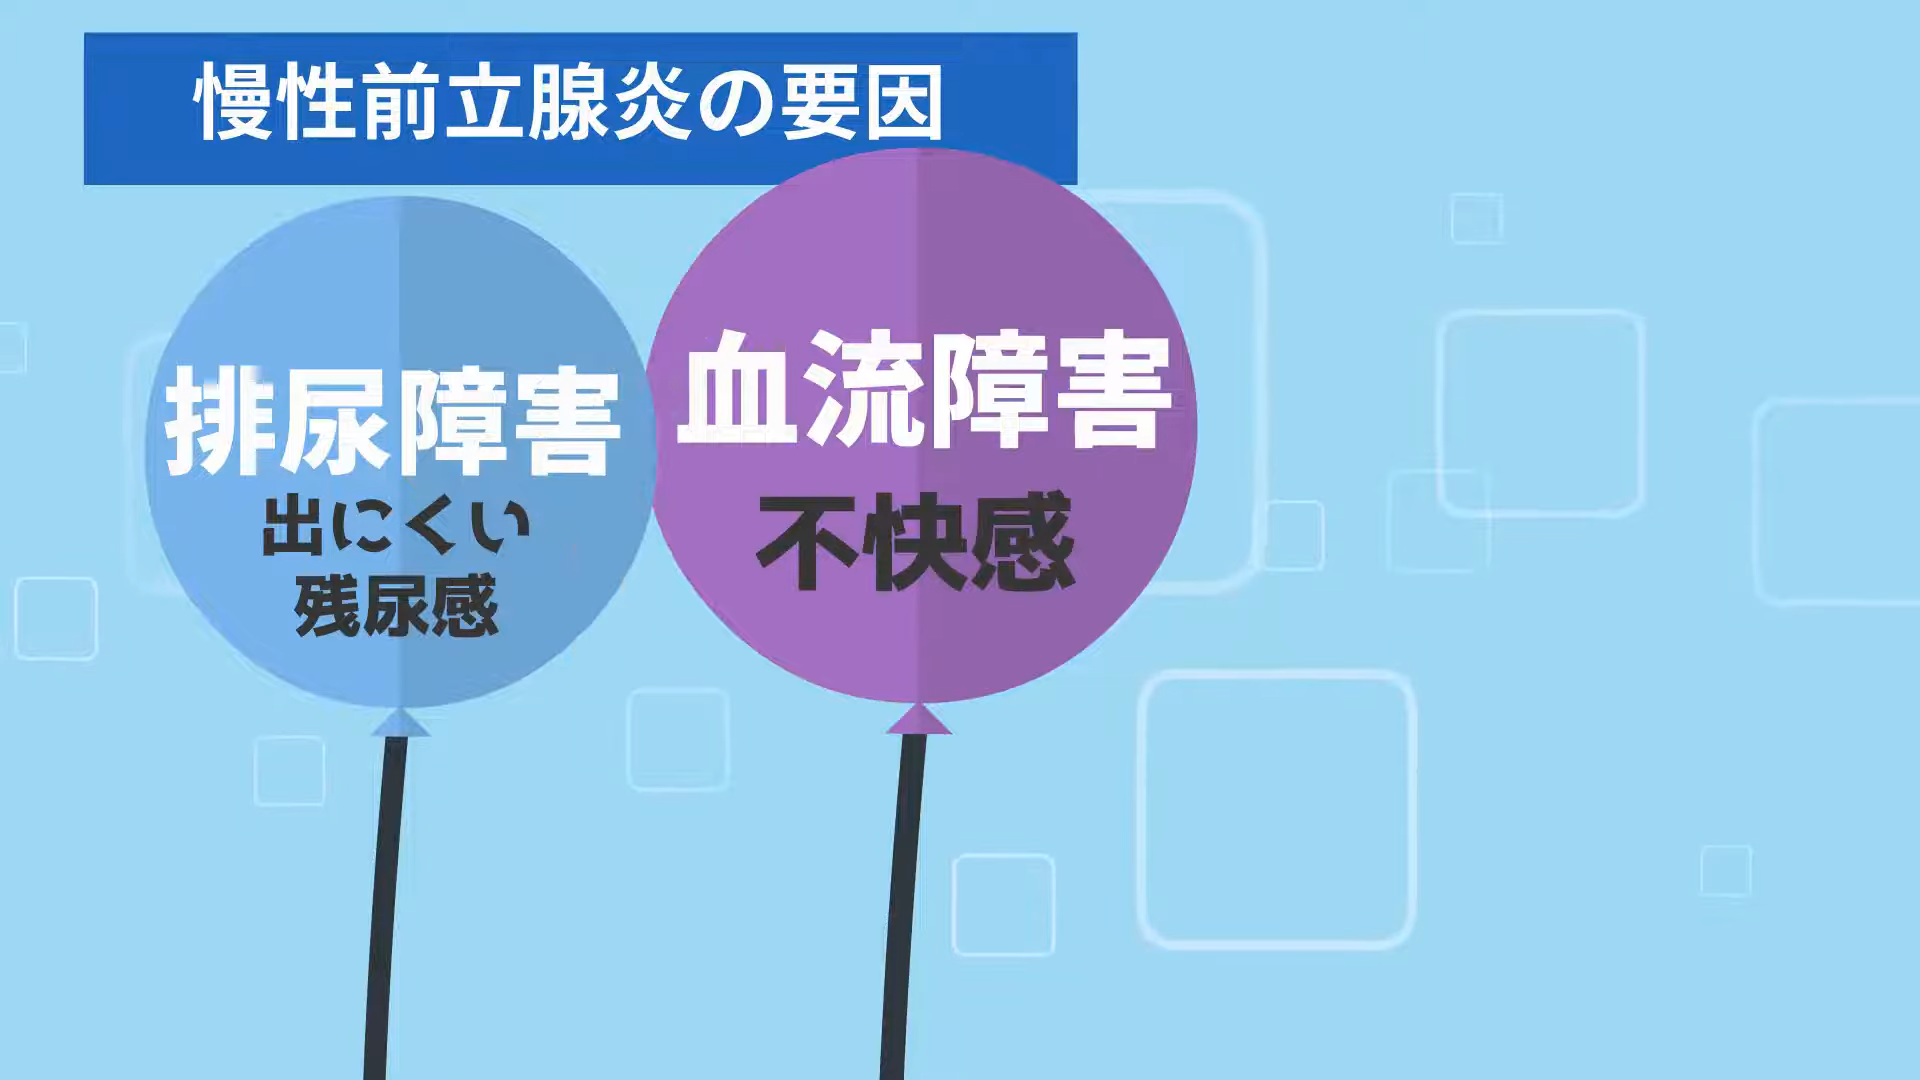 慢性前立腺炎の要因
排尿障害
出にくい
残尿感
血流障害
不快感